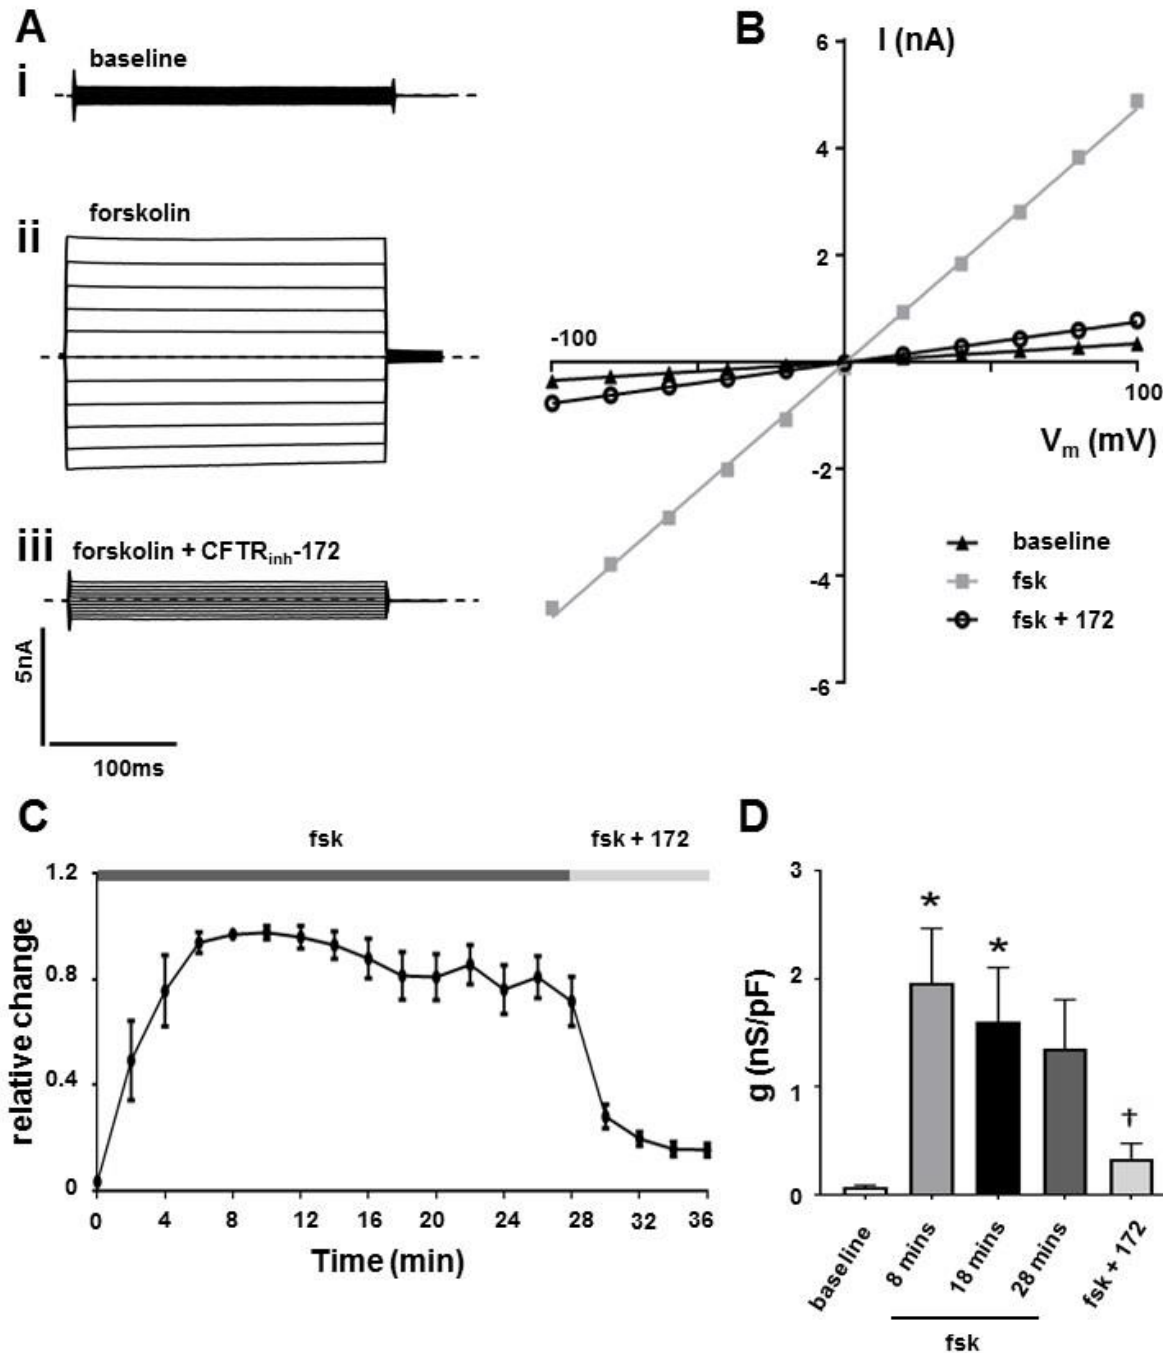 A
i
baseline
ii
forskolin
iii
forskolin + CFTRinh-172
5nA
100ms
B
I (nA)
6
4
2
-2
-4
-6
-100
100
Vm (mV)
baseline
fsk
fsk + 172
C
fsk
fsk + 172
relative change
1.2
0.8
0.4
0
0 4 8 12 16 20 24 28 32 36
Time (min)
D
g (nS/pF)
3
2
1
0
*
*
†
baseline
8 mins
18 mins
28 mins
fsk + 172
fsk